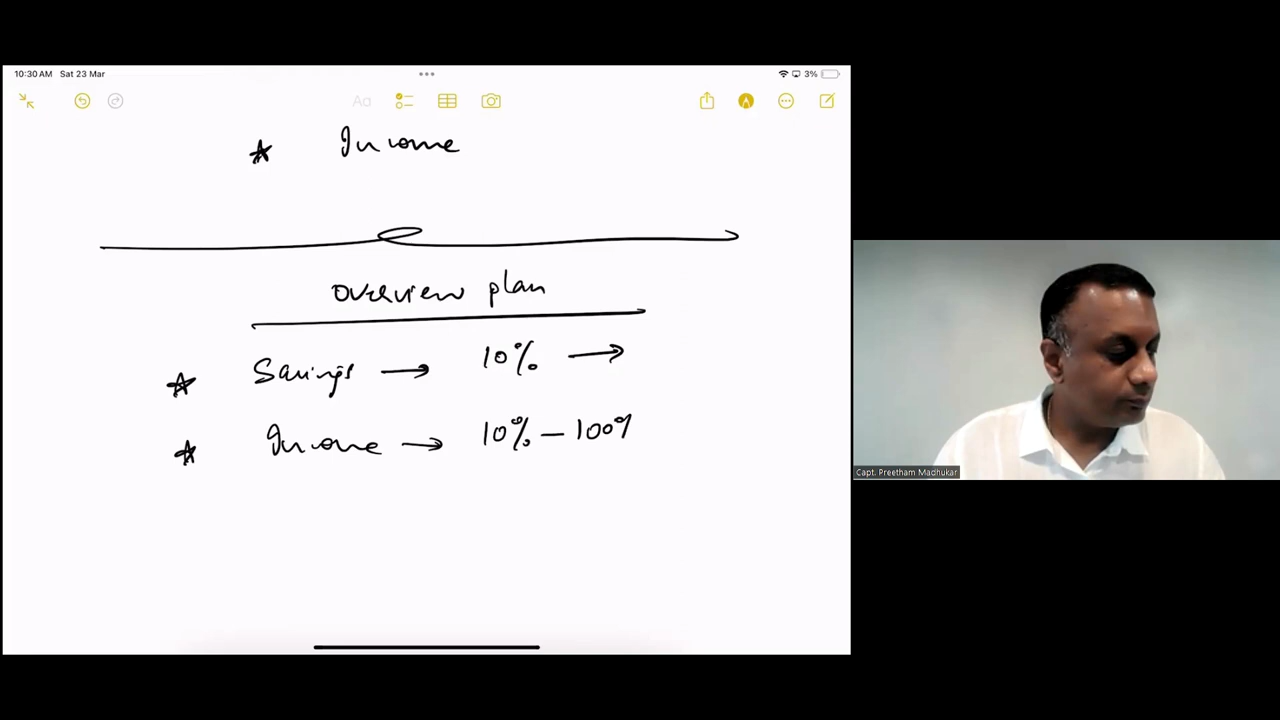 10:30 AM Sat 23 Mar
3%
Aa
★ Income
overview plan
★ Savings → 10% →
★ Income → 10% – 100%
Capt. Preetham Madhukar